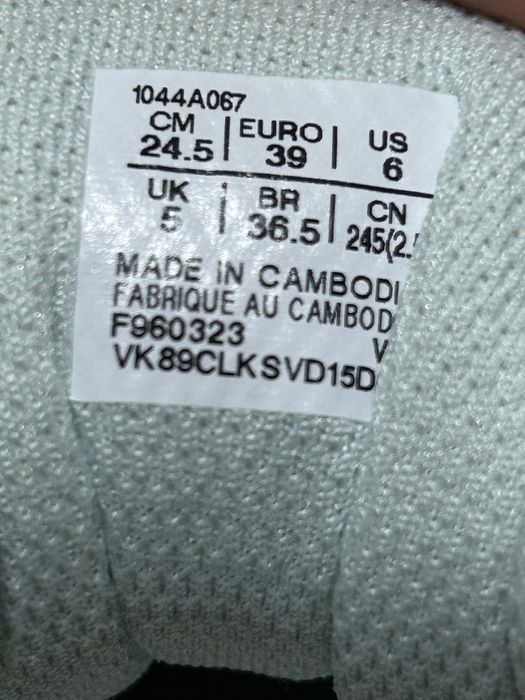 1044A067
CM | EURO | US
24.5 | 39 | 6
UK | BR | CN
5 | 36.5 | 245(2.
MADE IN CAMBODI
FABRIQUE AU CAMBOD
F960323 V
VK89CLKSVD15D